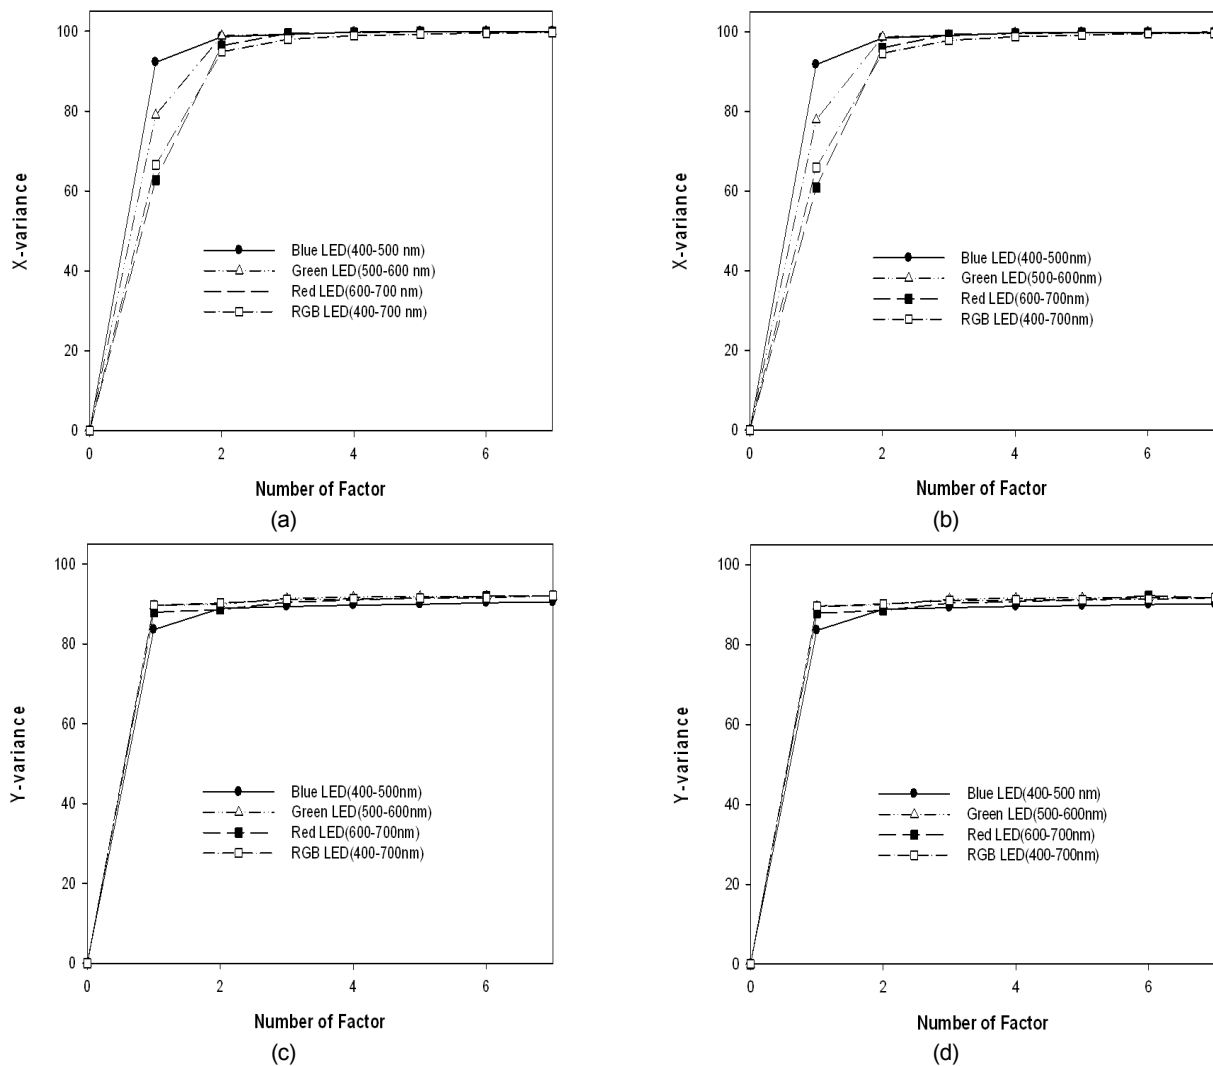 100
80
60
40
20
0
X-variance
Blue LED(400-500 nm)
Green LED(500-600 nm)
Red LED(600-700 nm)
RGB LED(400-700 nm)
0 2 4 6
Number of Factor
(a)
100
80
60
40
20
0
X-variance
Blue LED(400-500nm)
Green LED(500-600nm)
Red LED(600-700nm)
RGB LED(400-700nm)
0 2 4 6
Number of Factor
(b)
100
80
60
40
20
0
Y-variance
Blue LED(400-500nm)
Green LED(500-600nm)
Red LED(600-700nm)
RGB LED(400-700nm)
0 2 4 6
Number of Factor
(c)
100
80
60
40
20
0
Y-variance
Blue LED(400-500 nm)
Green LED(500-600nm)
Red LED(600-700nm)
RGB LED(400-700nm)
0 2 4 6
Number of Factor
(d)